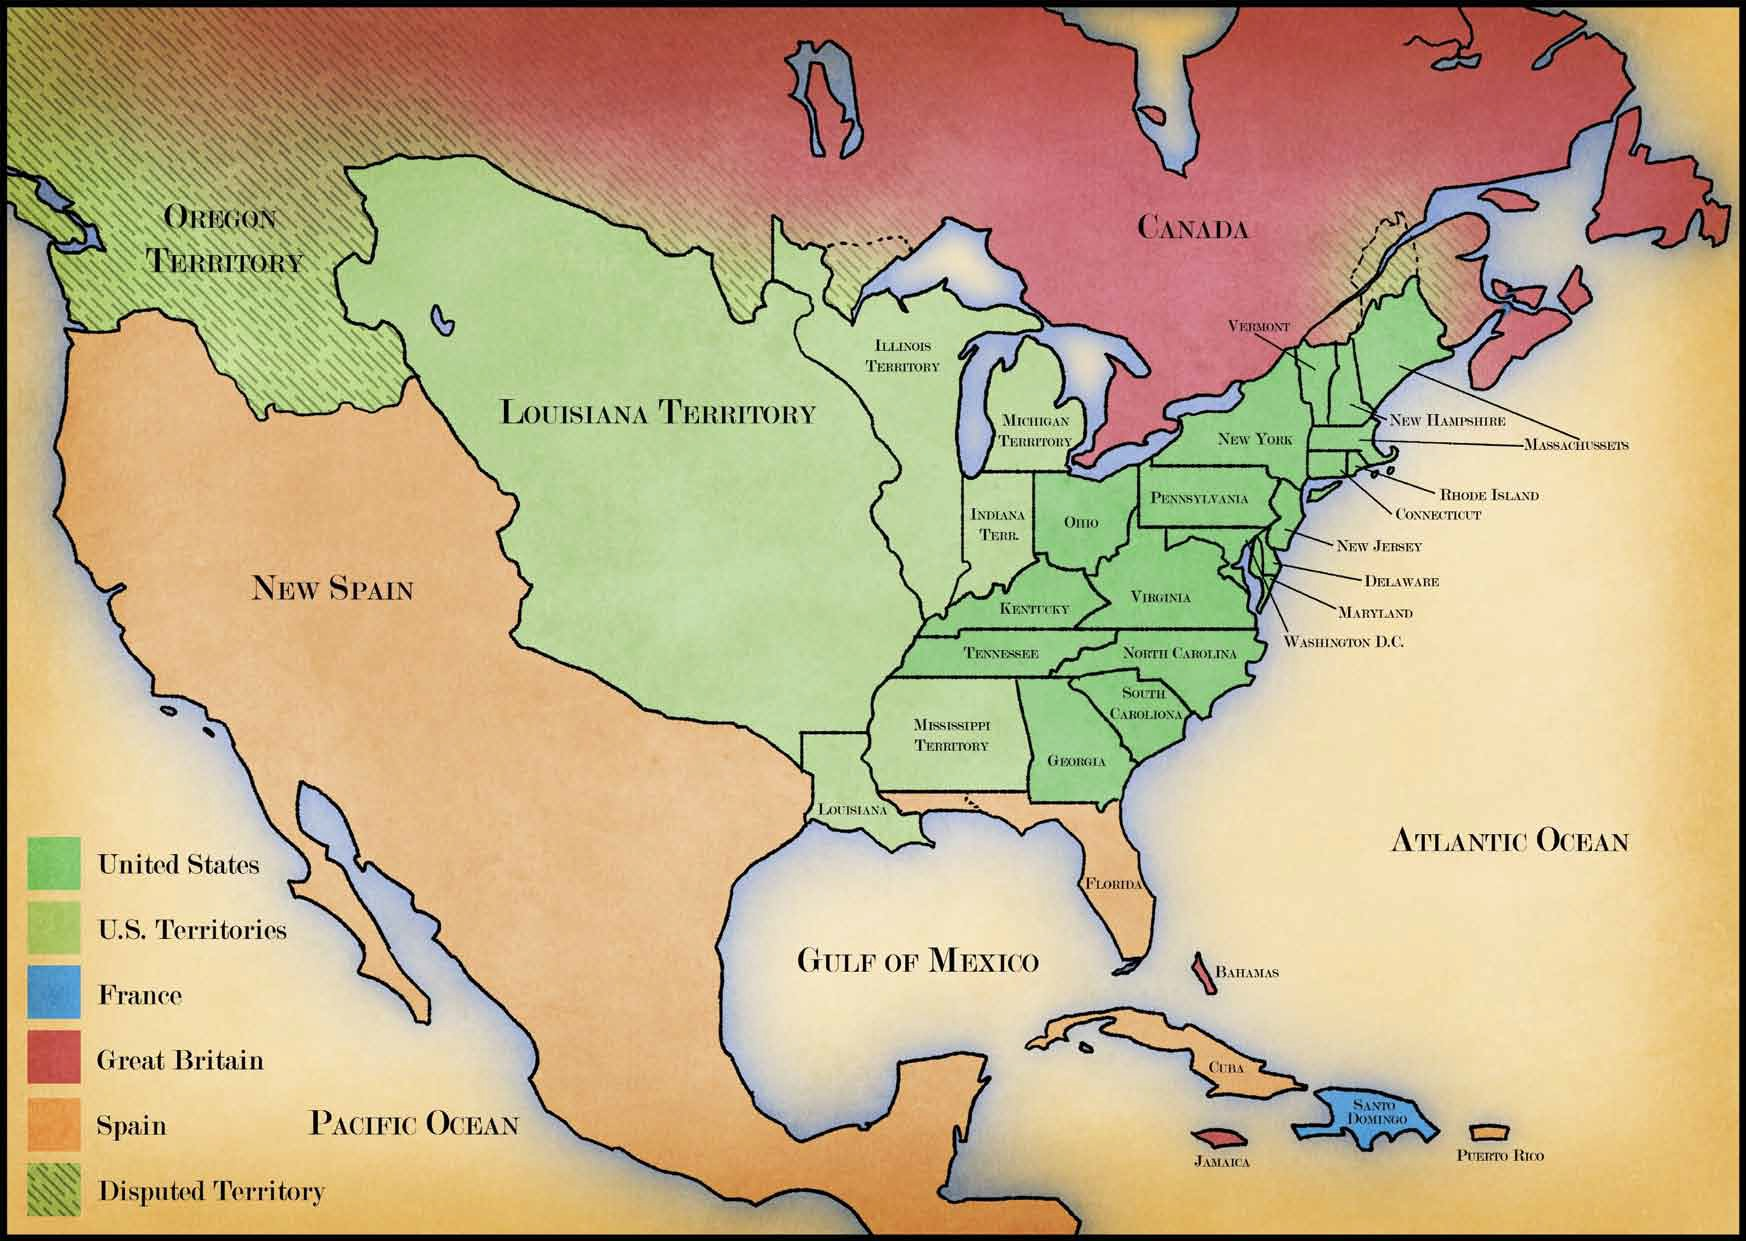 Oregon
Territory
Canada
Vermont
Illinois
Territory
Louisiana Territory
Michigan
Territory
New York
New Hampshire
Massachussets
Pennsylvania
Rhode Island
Connecticut
Indiana
Terr.
Ohio
New Jersey
Delaware
New Spain
Kentucky
Virginia
Maryland
Washington D.C.
Tennessee
North Carolina
South
Caroliona
Mississippi
Territory
Georgia
Louisiana
Atlantic Ocean
Florida
Gulf of Mexico
Bahamas
Cuba
Santo
Domingo
Jamaica
Puerto Rico
Pacific Ocean
United States
U.S. Territories
France
Great Britain
Spain
Disputed Territory